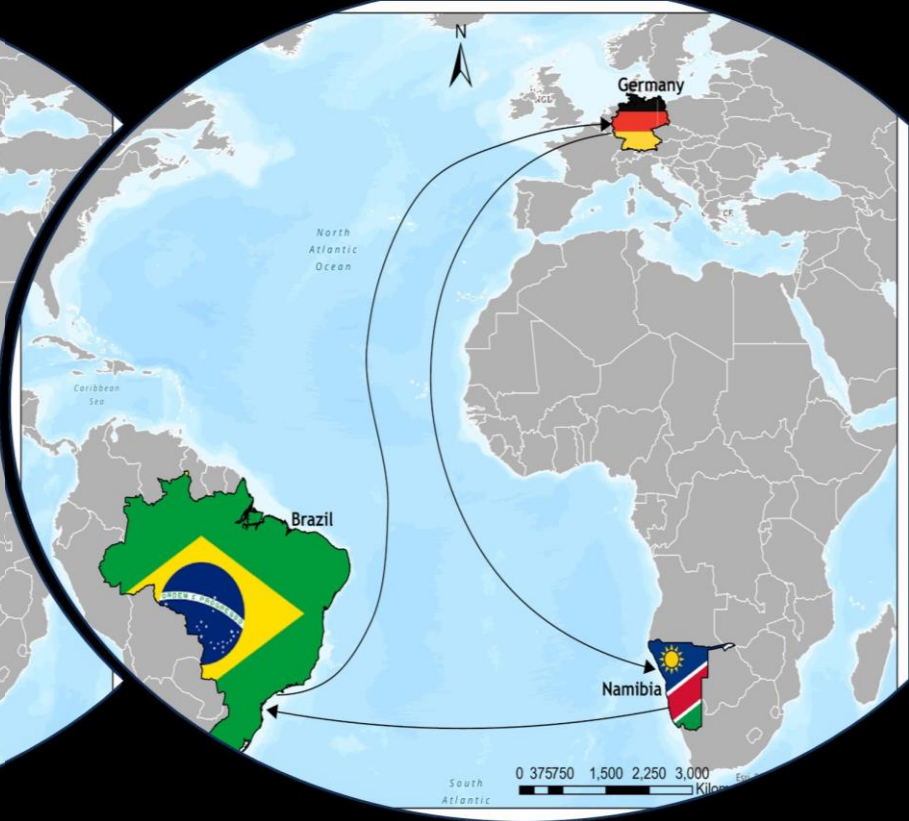 N
Germany
North
Atlantic
Ocean
Caribbean
Sea
Brazil
ORDEM E PROGRESSO
Namibia
0 375750 1,500 2,250 3,000
South
Atlantic